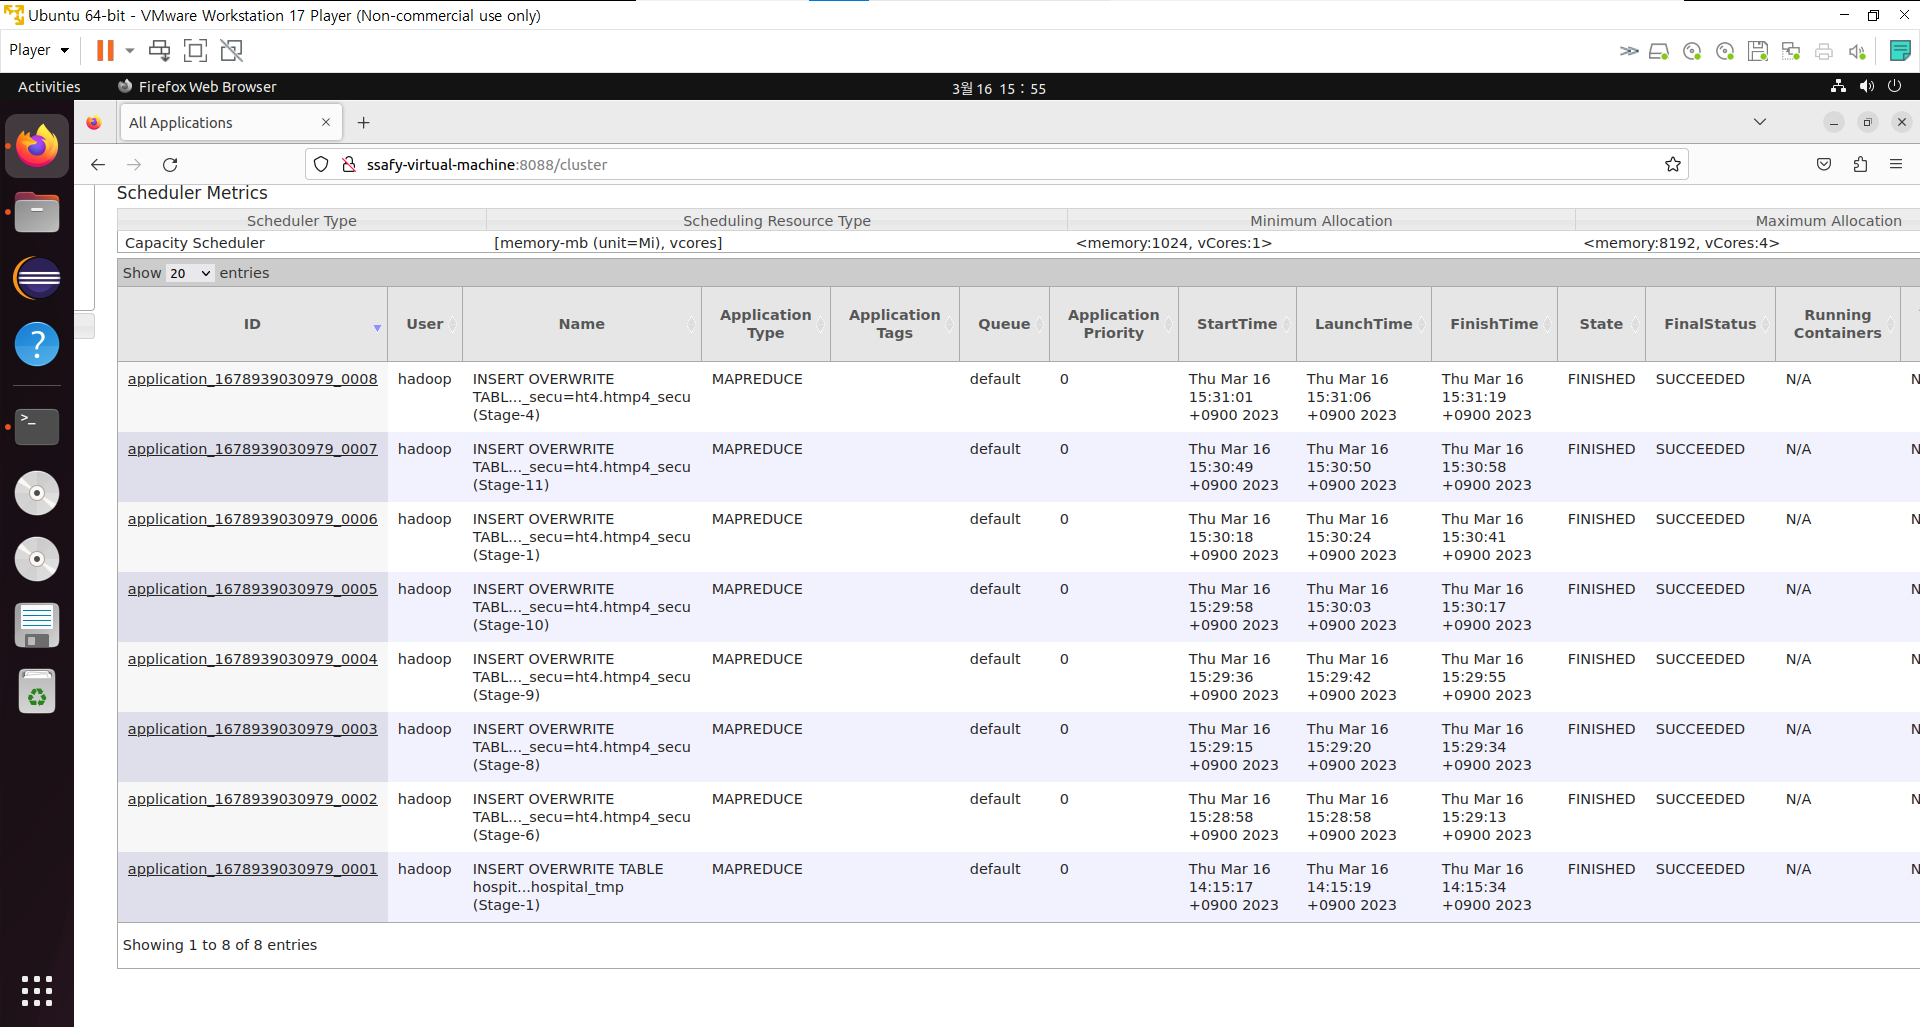 Ubuntu 64-bit - VMware Workstation 17 Player (Non-commercial use only)
Player
Activities
Firefox Web Browser
3월 16 15 : 55
All Applications
ssafy-virtual-machine:8088/cluster
Scheduler Metrics
Scheduler Type Scheduling Resource Type Minimum Allocation Maximum Allocation
Capacity Scheduler [memory-mb (unit=Mi), vcores] <memory:1024, vCores:1> <memory:8192, vCores:4>
Show 20 entries
ID User Name Application Type Application Tags Queue Application Priority StartTime LaunchTime FinishTime State FinalStatus Running Containers
application_1678939030979_0008 hadoop INSERT OVERWRITE MAPREDUCE default 0 Thu Mar 16 Thu Mar 16 Thu Mar 16 FINISHED SUCCEEDED N/A N
TABL..._secu=ht4.htmp4_secu 15:31:01 15:31:06 15:31:19
(Stage-4) +0900 2023 +0900 2023 +0900 2023
application_1678939030979_0007 hadoop INSERT OVERWRITE MAPREDUCE default 0 Thu Mar 16 Thu Mar 16 Thu Mar 16 FINISHED SUCCEEDED N/A N
TABL..._secu=ht4.htmp4_secu 15:30:49 15:30:50 15:30:58
(Stage-11) +0900 2023 +0900 2023 +0900 2023
application_1678939030979_0006 hadoop INSERT OVERWRITE MAPREDUCE default 0 Thu Mar 16 Thu Mar 16 Thu Mar 16 FINISHED SUCCEEDED N/A N
TABL..._secu=ht4.htmp4_secu 15:30:18 15:30:24 15:30:41
(Stage-1) +0900 2023 +0900 2023 +0900 2023
application_1678939030979_0005 hadoop INSERT OVERWRITE MAPREDUCE default 0 Thu Mar 16 Thu Mar 16 Thu Mar 16 FINISHED SUCCEEDED N/A N
TABL..._secu=ht4.htmp4_secu 15:29:58 15:30:03 15:30:17
(Stage-10) +0900 2023 +0900 2023 +0900 2023
application_1678939030979_0004 hadoop INSERT OVERWRITE MAPREDUCE default 0 Thu Mar 16 Thu Mar 16 Thu Mar 16 FINISHED SUCCEEDED N/A N
TABL..._secu=ht4.htmp4_secu 15:29:36 15:29:42 15:29:55
(Stage-9) +0900 2023 +0900 2023 +0900 2023
application_1678939030979_0003 hadoop INSERT OVERWRITE MAPREDUCE default 0 Thu Mar 16 Thu Mar 16 Thu Mar 16 FINISHED SUCCEEDED N/A N
TABL..._secu=ht4.htmp4_secu 15:29:15 15:29:20 15:29:34
(Stage-8) +0900 2023 +0900 2023 +0900 2023
application_1678939030979_0002 hadoop INSERT OVERWRITE MAPREDUCE default 0 Thu Mar 16 Thu Mar 16 Thu Mar 16 FINISHED SUCCEEDED N/A N
TABL..._secu=ht4.htmp4_secu 15:28:58 15:28:58 15:29:13
(Stage-6) +0900 2023 +0900 2023 +0900 2023
application_1678939030979_0001 hadoop INSERT OVERWRITE TABLE MAPREDUCE default 0 Thu Mar 16 Thu Mar 16 Thu Mar 16 FINISHED SUCCEEDED N/A N
hospit...hospital_tmp 14:15:17 14:15:19 14:15:34
(Stage-1) +0900 2023 +0900 2023 +0900 2023
Showing 1 to 8 of 8 entries